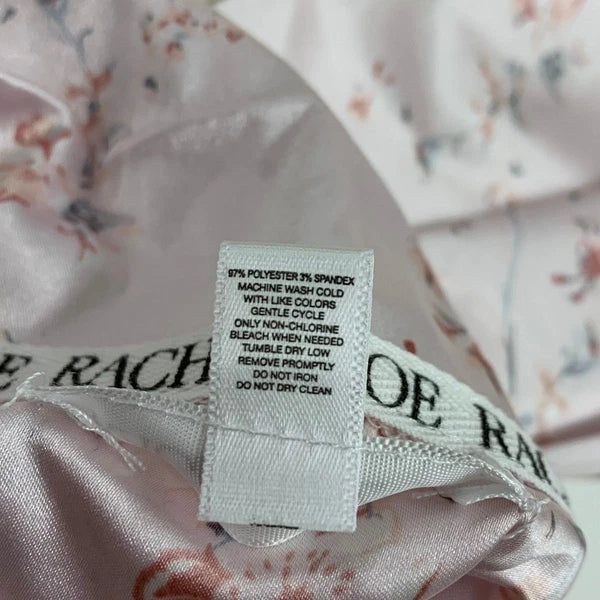 97% POLYESTER 3% SPANDEX
MACHINE WASH COLD
WITH LIKE COLORS
GENTLE CYCLE
ONLY NON-CHLORINE
BLEACH WHEN NEEDED
TUMBLE DRY LOW
REMOVE PROMPTLY
DO NOT IRON
DO NOT DRY CLEAN
OE RACH OE RA